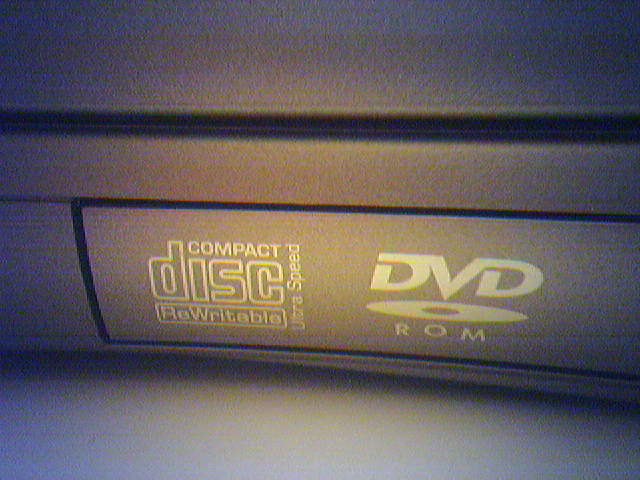 COMPACT
disc
ReWritable
Ultra Speed
DVD
ROM